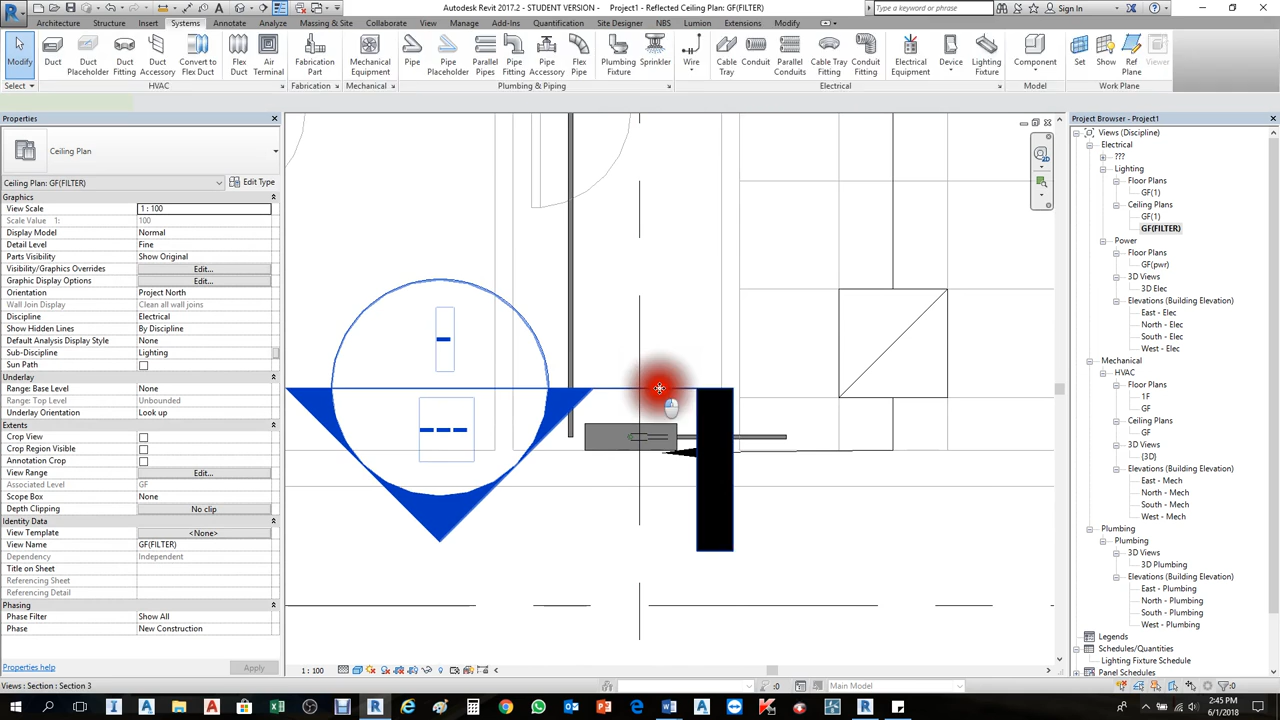 Autodesk Revit 2017.2 - STUDENT VERSION - Project1 - Reflected Ceiling Plan: GF(FILTER)
Type a keyword or phrase
Sign In
Architecture Structure Insert Systems Annotate Analyze Massing & Site Collaborate View Manage Add-Ins Quantification Site Designer NBS Lumion Extensions Modify
Modify
Duct
Duct Placeholder
Duct Fitting
Duct Accessory
Convert to Flex Duct
Flex Duct
Air Terminal
Fabrication Part
Mechanical Equipment
Pipe
Pipe Placeholder
Parallel Pipes
Pipe Fitting
Pipe Accessory
Flex Pipe
Plumbing Fixture
Sprinkler
Wire
Cable Tray
Conduit
Parallel Conduits
Cable Tray Fitting
Conduit Fitting
Electrical Equipment
Device
Lighting Fixture
Component
Set
Show
Ref Plane
Viewer
Select
HVAC
Fabrication
Mechanical
Plumbing & Piping
Electrical
Model
Work Plane
Properties
Ceiling Plan
Ceiling Plan: GF(FILTER)
Edit Type
Graphics
View Scale 1 : 100
Scale Value 1: 100
Display Model Normal
Detail Level Fine
Parts Visibility Show Original
Visibility/Graphics Overrides Edit...
Graphic Display Options Edit...
Orientation Project North
Wall Join Display Clean all wall joins
Discipline Electrical
Show Hidden Lines By Discipline
Default Analysis Display Style None
Sub-Discipline Lighting
Sun Path
Underlay
Range: Base Level None
Range: Top Level Unbounded
Underlay Orientation Look up
Extents
Crop View
Crop Region Visible
Annotation Crop
View Range Edit...
Associated Level GF
Scope Box None
Depth Clipping No clip
Identity Data
View Template <None>
View Name GF(FILTER)
Dependency Independent
Title on Sheet
Referencing Sheet
Referencing Detail
Phasing
Phase Filter Show All
Phase New Construction
Properties help
Apply
Project Browser - Project1
Views (Discipline)
Electrical
???
Lighting
Floor Plans
GF(1)
Ceiling Plans
GF(1)
GF(FILTER)
Power
Floor Plans
GF(pwr)
3D Views
3D Elec
Elevations (Building Elevation)
East - Elec
North - Elec
South - Elec
West - Elec
Mechanical
HVAC
Floor Plans
1F
GF
Ceiling Plans
GF
3D Views
{3D}
Elevations (Building Elevation)
East - Mech
North - Mech
South - Mech
West - Mech
Plumbing
Plumbing
3D Views
3D Plumbing
Elevations (Building Elevation)
East - Plumbing
North - Plumbing
South - Plumbing
West - Plumbing
Legends
Schedules/Quantities
Lighting Fixture Schedule
Panel Schedules
1 : 100
Views : Section : Section 3
:0
Main Model
:0
2:45 PM
6/1/2018